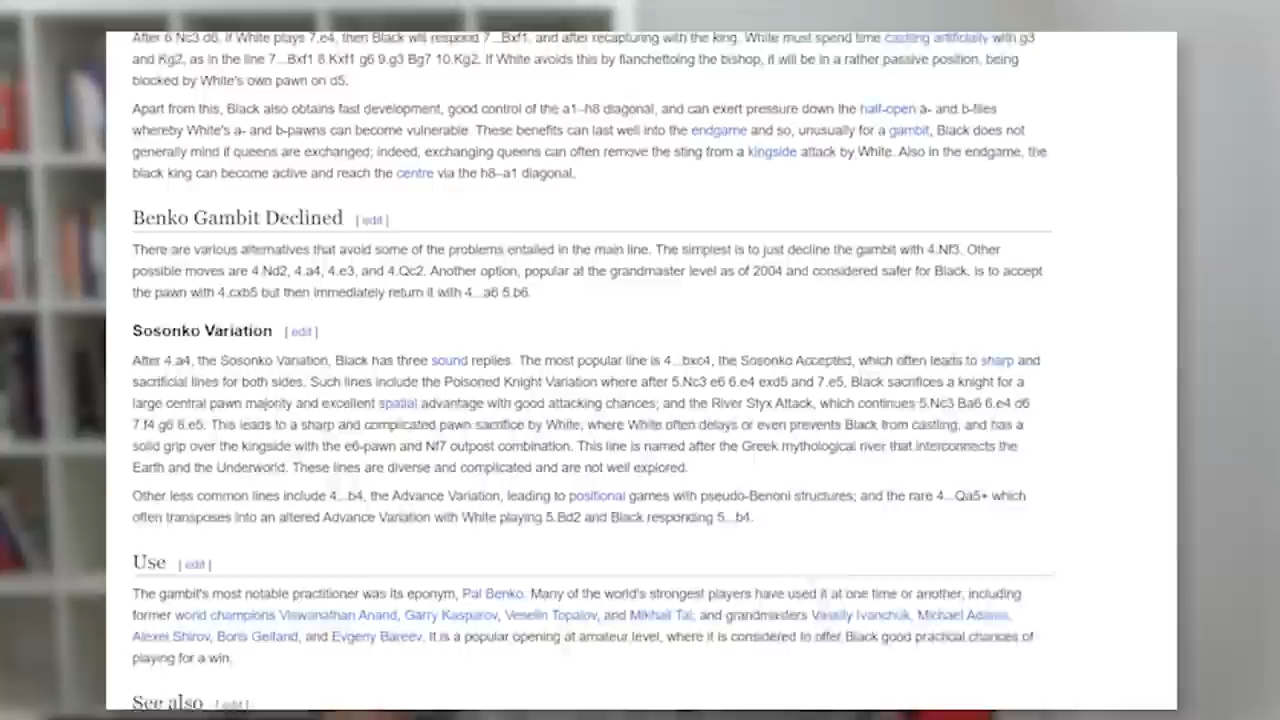 After 6 Nc3 d6, if White plays 7.e4, then Black will respond 7...Bxf1, and after recapturing with the king, White must spend time castling artificially with g3
and Kg2, as in the line 7...Bxf1 8 Kxf1 g6 9.g3 Bg7 10.Kg2. If White avoids this by fianchettoing the bishop, it will be in a rather passive position, being
blocked by White's own pawn on d5.
Apart from this, Black also obtains fast development, good control of the a1–h8 diagonal, and can exert pressure down the half-open a- and b-files
whereby White's a- and b-pawns can become vulnerable. These benefits can last well into the endgame and so, unusually for a gambit, Black does not
generally mind if queens are exchanged; indeed, exchanging queens can often remove the sting from a kingside attack by White. Also in the endgame, the
black king can become active and reach the centre via the h8–a1 diagonal.
Benko Gambit Declined [ edit ]
There are various alternatives that avoid some of the problems entailed in the main line. The simplest is to just decline the gambit with 4.Nf3. Other
possible moves are 4.Nd2, 4.a4, 4.e3, and 4.Qc2. Another option, popular at the grandmaster level as of 2004 and considered safer for Black, is to accept
the pawn with 4.cxb5 but then immediately return it with 4...a6 5.b6.
Sosonko Variation [ edit ]
After 4.a4, the Sosonko Variation, Black has three sound replies. The most popular line is 4...bxc4, the Sosonko Accepted, which often leads to sharp and
sacrificial lines for both sides. Such lines include the Poisoned Knight Variation where after 5.Nc3 e6 6.e4 exd5 and 7.e5, Black sacrifices a knight for a
large central pawn majority and excellent spatial advantage with good attacking chances; and the River Styx Attack, which continues 5.Nc3 Ba6 6.e4 d6
7.f4 g6 8.e5. This leads to a sharp and complicated pawn sacrifice by White, where White often delays or even prevents Black from castling, and has a
solid grip over the kingside with the e6-pawn and Nf7 outpost combination. This line is named after the Greek mythological river that interconnects the
Earth and the Underworld. These lines are diverse and complicated and are not well explored.
Other less common lines include 4...b4, the Advance Variation, leading to positional games with pseudo-Benoni structures; and the rare 4...Qa5+ which
often transposes into an altered Advance Variation with White playing 5.Bd2 and Black responding 5...b4.
Use [ edit ]
The gambit's most notable practitioner was its eponym, Pal Benko. Many of the world's strongest players have used it at one time or another, including
former world champions Viswanathan Anand, Garry Kasparov, Veselin Topalov, and Mikhail Tal; and grandmasters Vasily Ivanchuk, Michael Adams,
Alexei Shirov, Boris Gelfand, and Evgeny Bareev. It is a popular opening at amateur level, where it is considered to offer Black good practical chances of
playing for a win.
See also [ edit ]